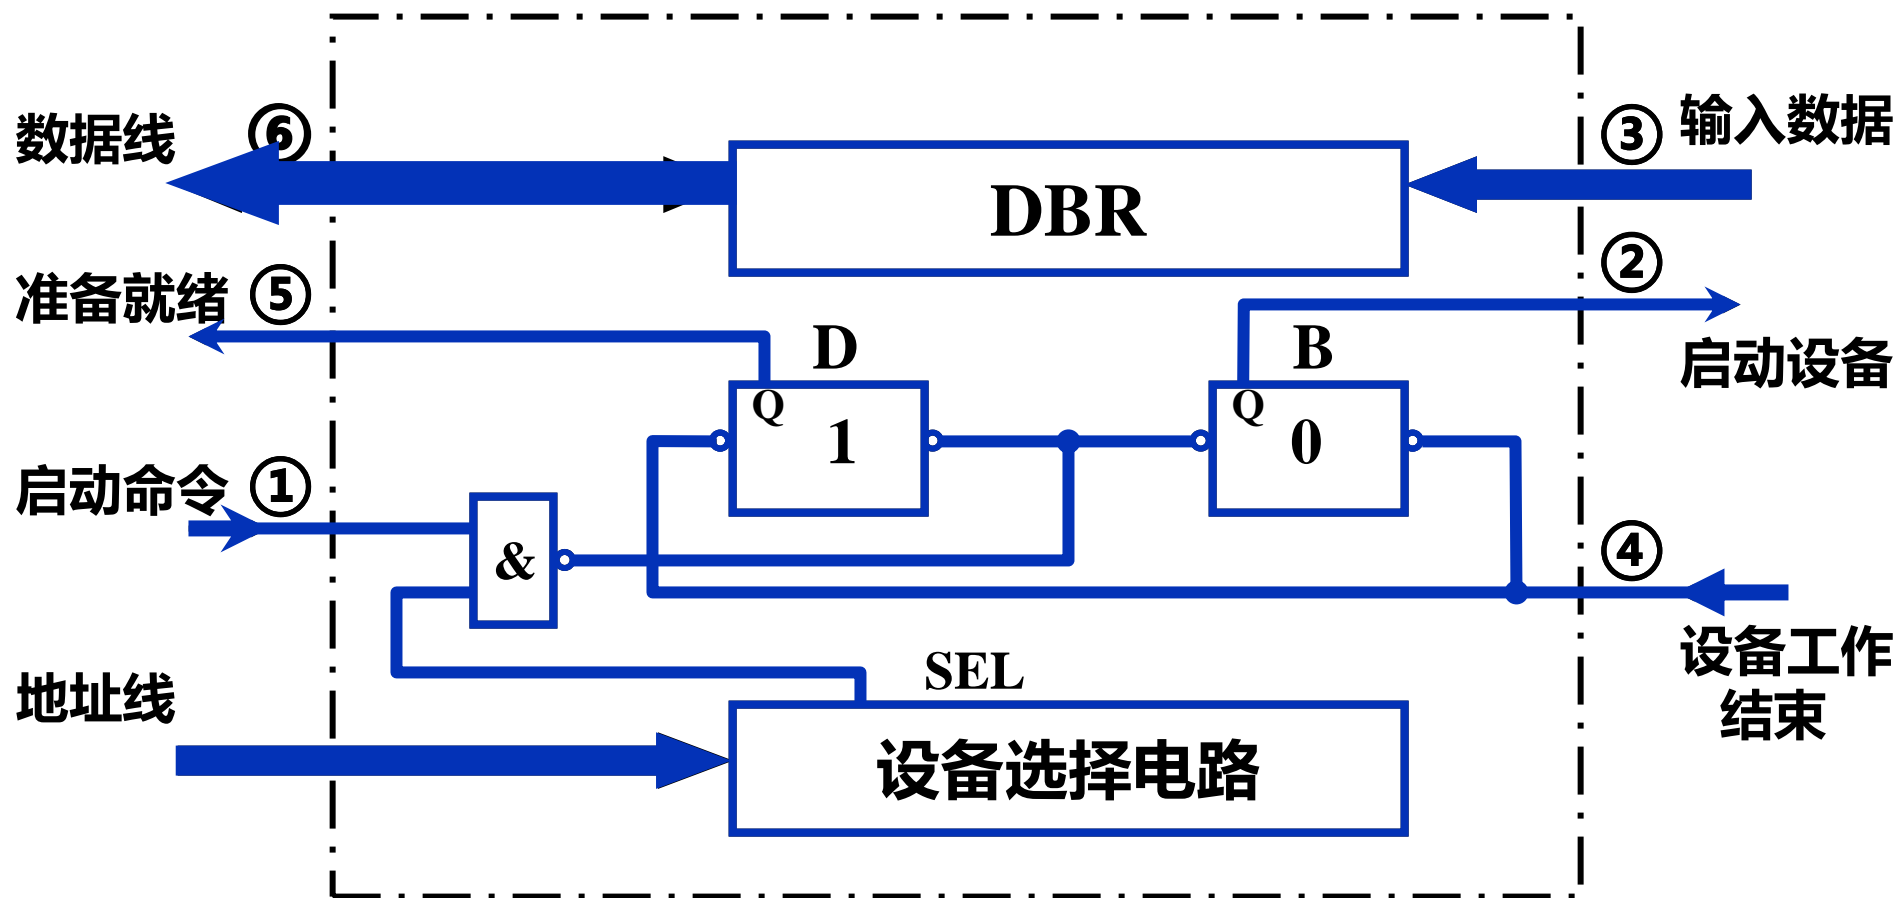 数据线
⑥
③
输入数据
DBR
②
准备就绪
⑤
启动设备
D
B
Q
1
Q
0
启动命令
①
&
④
设备工作
结束
SEL
地址线
设备选择电路